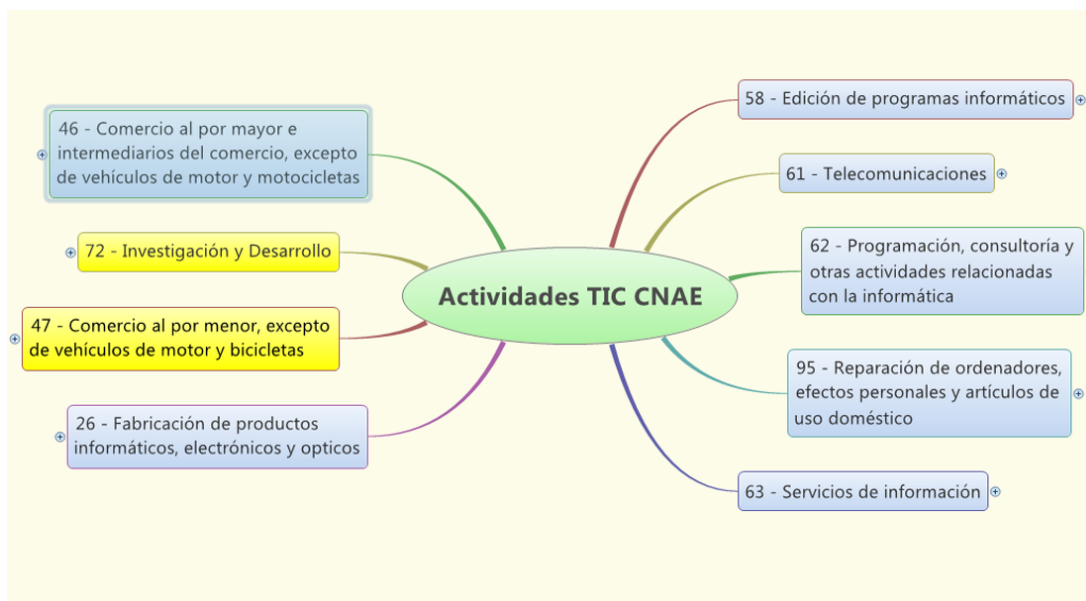 Actividades TIC CNAE
58 - Edición de programas informáticos
61 - Telecomunicaciones
62 - Programación, consultoría y
otras actividades relacionadas
con la informática
95 - Reparación de ordenadores,
efectos personales y artículos de
uso doméstico
63 - Servicios de información
46 - Comercio al por mayor e
intermediarios del comercio, excepto
de vehículos de motor y motocicletas
72 - Investigación y Desarrollo
47 - Comercio al por menor, excepto
de vehículos de motor y bicicletas
26 - Fabricación de productos
informáticos, electrónicos y opticos